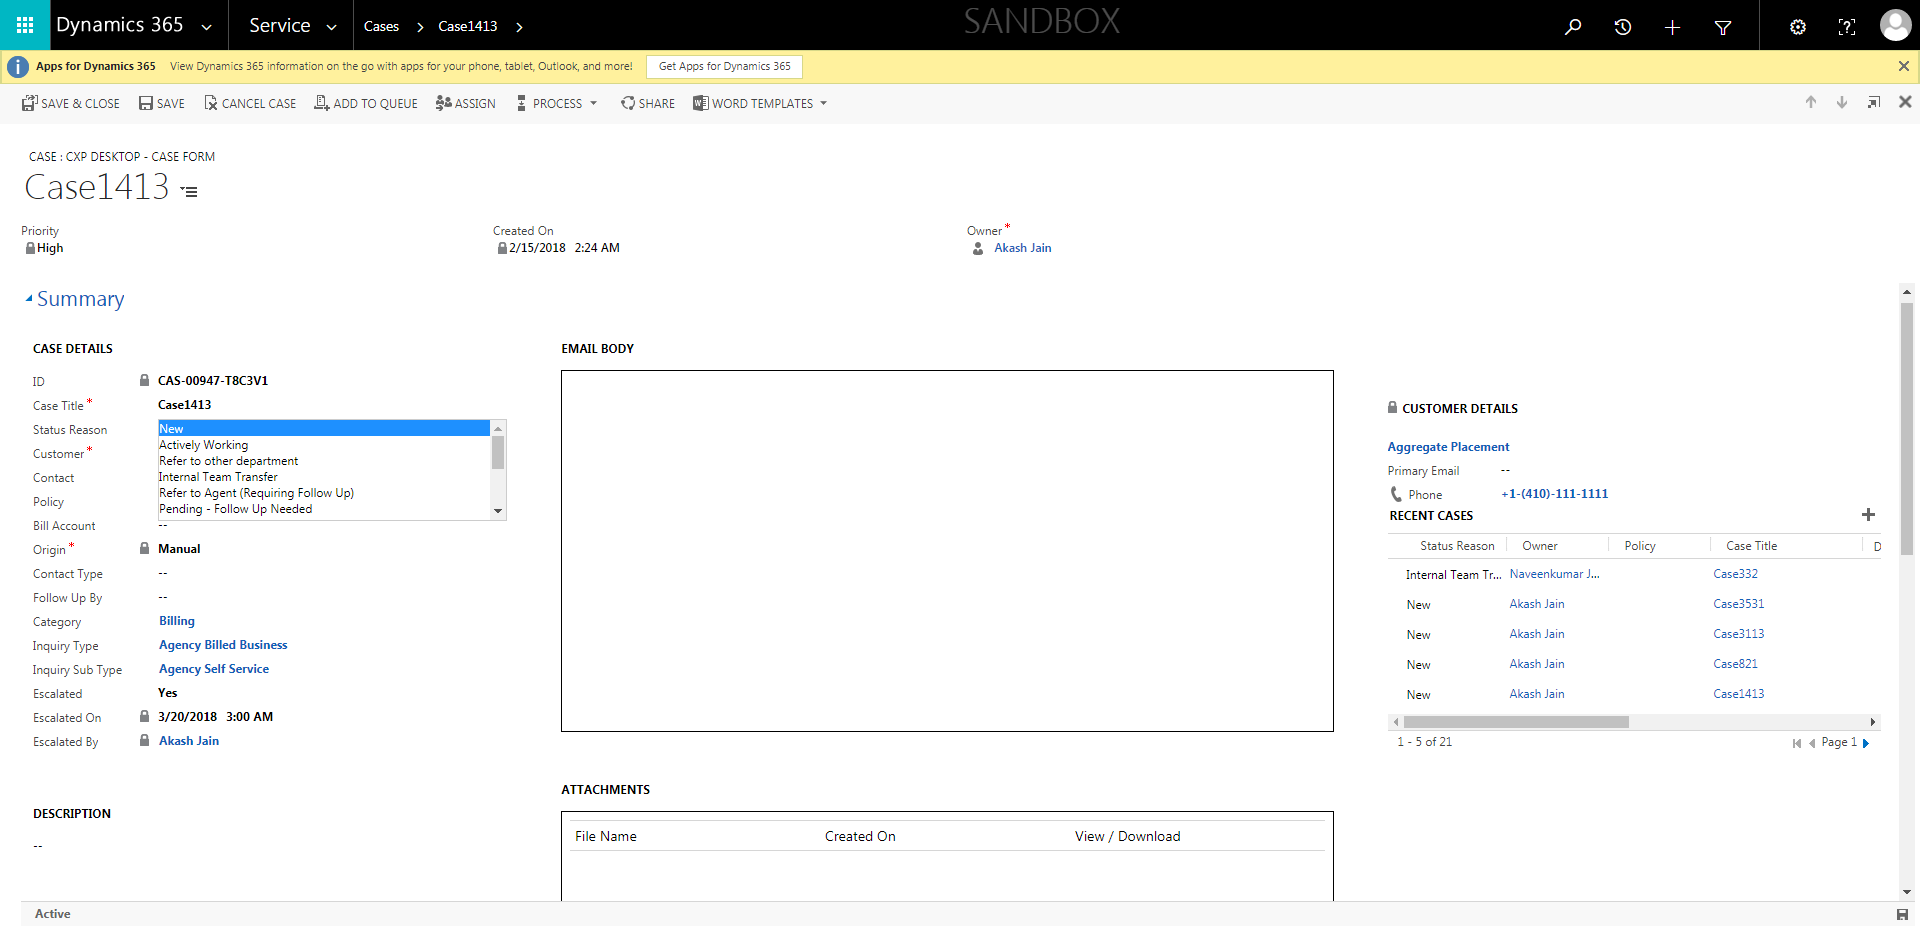 Dynamics 365
Service
Cases
Case1413
SANDBOX
Apps for Dynamics 365 View Dynamics 365 information on the go with apps for your phone, tablet, Outlook, and more! Get Apps for Dynamics 365
SAVE & CLOSE SAVE CANCEL CASE ADD TO QUEUE ASSIGN PROCESS SHARE WORD TEMPLATES
CASE : CXP DESKTOP - CASE FORM
Case1413
Priority
High
Created On
2/15/2018 2:24 AM
Owner*
Akash Jain
Summary
CASE DETAILS
ID CAS-00947-T8C3V1
Case Title* Case1413
Status Reason
New
Actively Working
Refer to other department
Internal Team Transfer
Refer to Agent (Requiring Follow Up)
Pending - Follow Up Needed
Customer*
Contact
Policy
Bill Account --
Origin* Manual
Contact Type --
Follow Up By --
Category Billing
Inquiry Type Agency Billed Business
Inquiry Sub Type Agency Self Service
Escalated Yes
Escalated On 3/20/2018 3:00 AM
Escalated By Akash Jain
DESCRIPTION
--
EMAIL BODY
ATTACHMENTS
File Name Created On View / Download
CUSTOMER DETAILS
Aggregate Placement
Primary Email --
Phone +1-(410)-111-1111
RECENT CASES
Status Reason Owner Policy Case Title D
Internal Team Tr... Naveenkumar J... Case332
New Akash Jain Case3531
New Akash Jain Case3113
New Akash Jain Case821
New Akash Jain Case1413
1 - 5 of 21 Page 1
Active